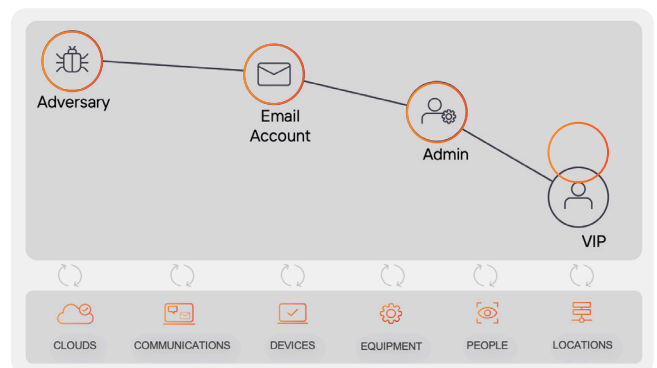 Adversary
Email
Account
Admin
VIP
CLOUDS
COMMUNICATIONS
DEVICES
EQUIPMENT
PEOPLE
LOCATIONS